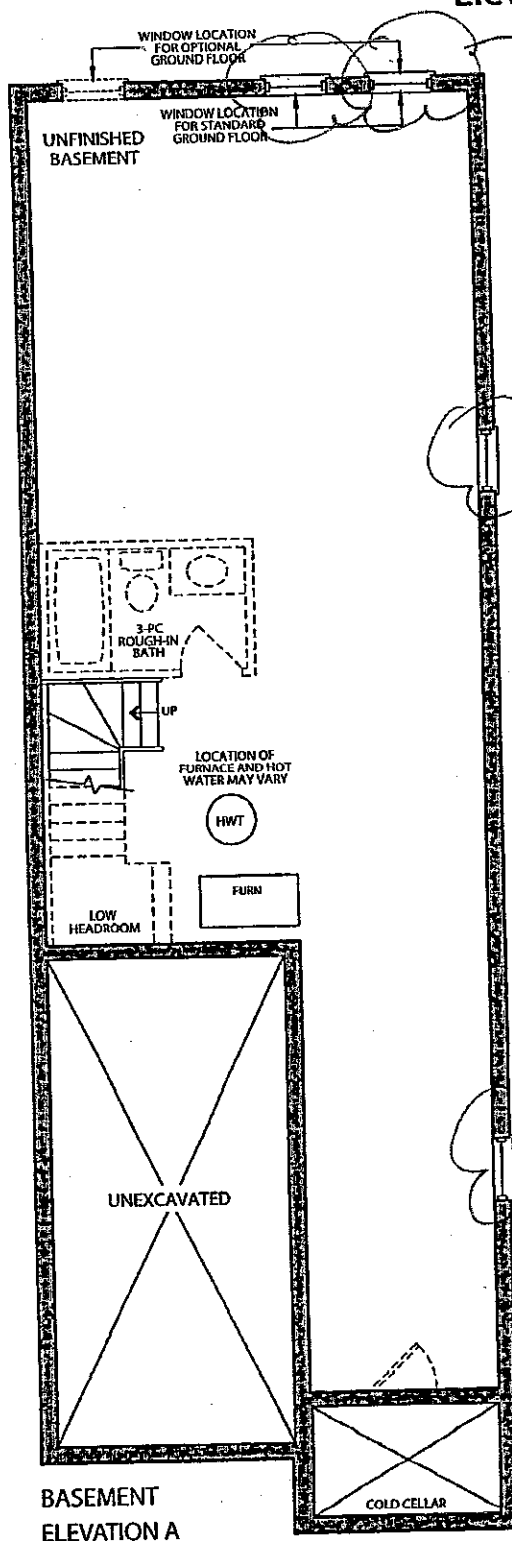 WINDOW LOCATION
FOR OPTIONAL
GROUND FLOOR
WINDOW LOCATION
FOR STANDARD
GROUND FLOOR
UNFINISHED
BASEMENT
3-PC
ROUGH-IN
BATH
UP
LOCATION OF
FURNACE AND HOT
WATER MAY VARY
HWT
FURN
LOW
HEADROOM
UNEXCAVATED
COLD CELLAR
BASEMENT
ELEVATION A